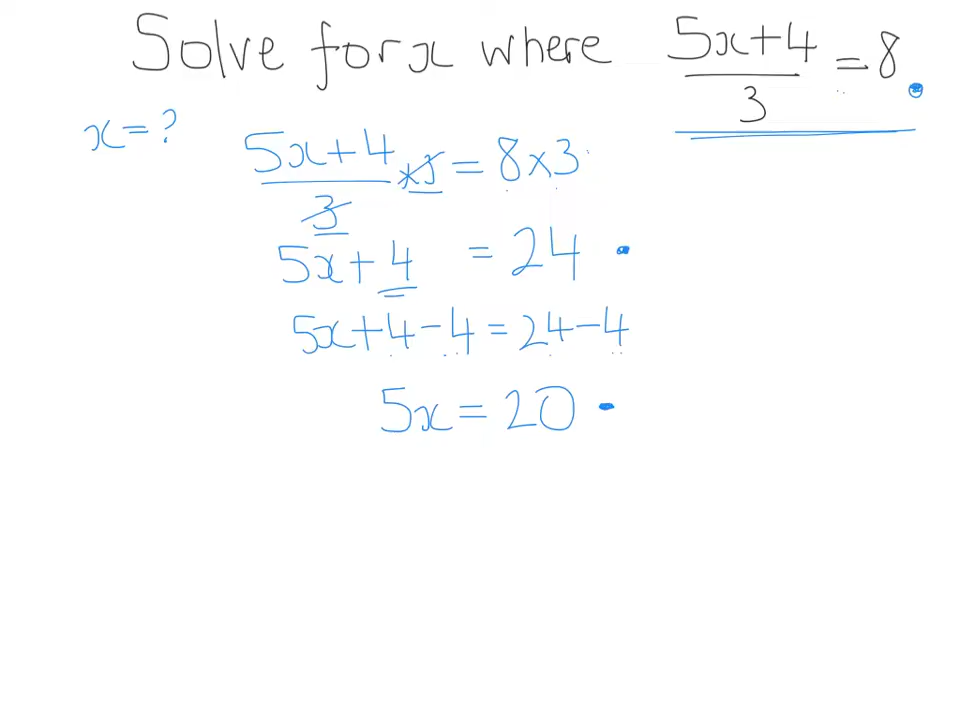 Solve for x where (5x+4)/3 = 8
x = ?
(5x+4)/3 × 3 = 8 × 3
5x + 4 = 24
5x + 4 - 4 = 24 - 4
5x = 20